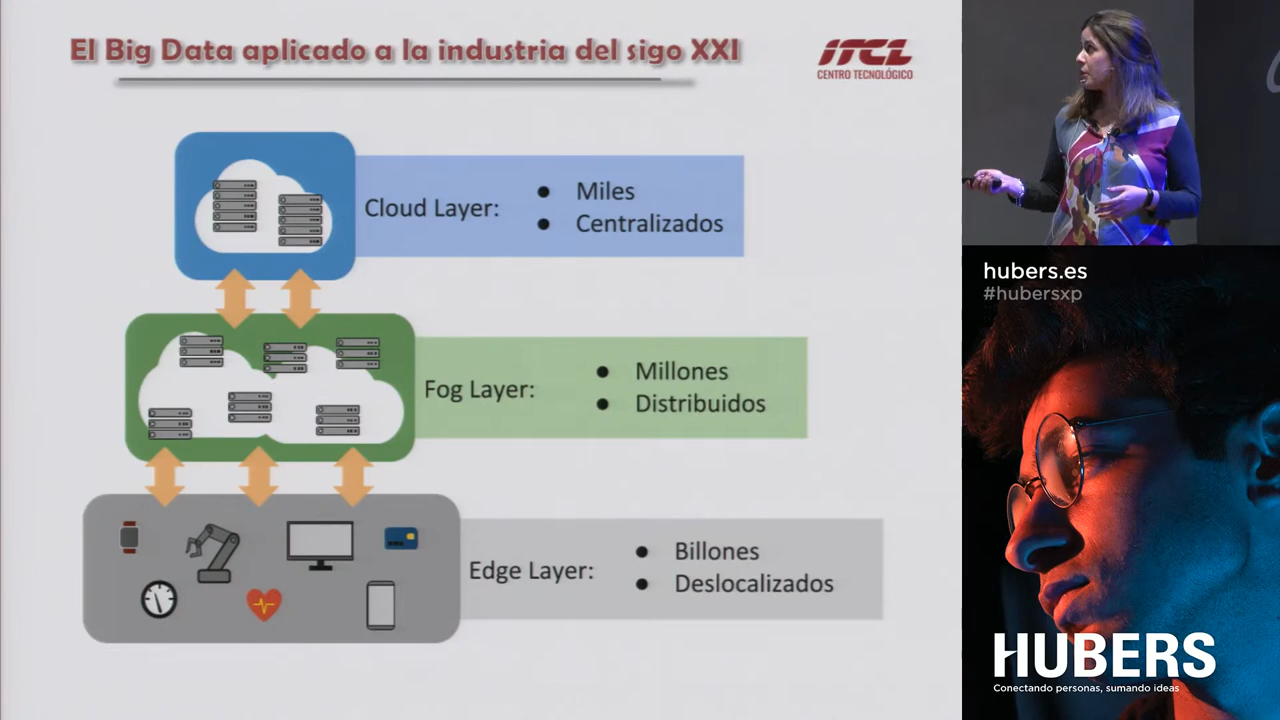 El Big Data aplicado a la industria del sigo XXI
ITCL
CENTRO TECNOLÓGICO
Cloud Layer:
● Miles
● Centralizados
Fog Layer:
● Millones
● Distribuidos
Edge Layer:
● Billones
● Deslocalizados
hubers.es
#hubersxp
HUBERS
Conectando personas, sumando ideas